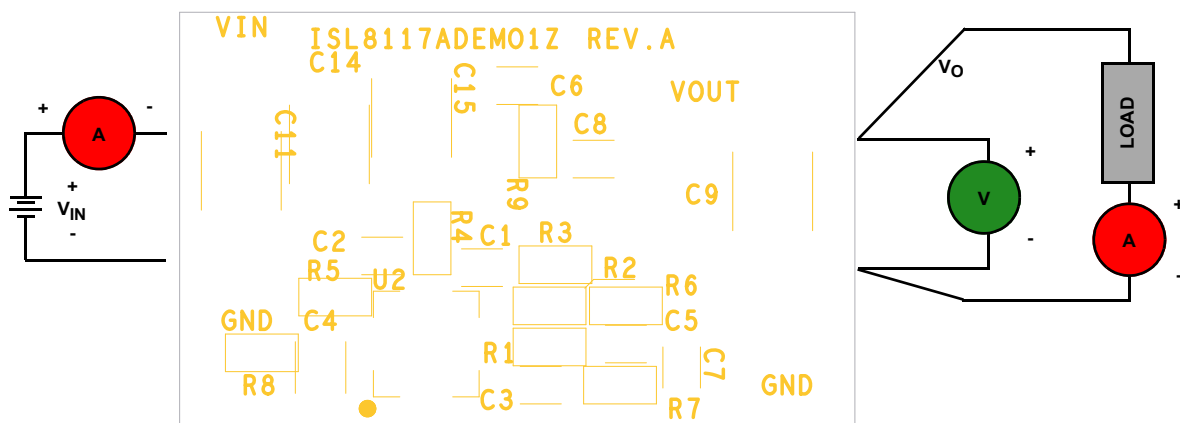 VIN
ISL8117ADEMO1Z REV.A
C14
C15
C6
VOUT
VO
LOAD
+
-
A
C11
C8
+
+
VIN
-
R9
C9
V
+
-
A
-
R4
C1
R3
C2
R5
U2
R2
R6
GND
C4
C5
R1
C7
R8
C3
R7
GND